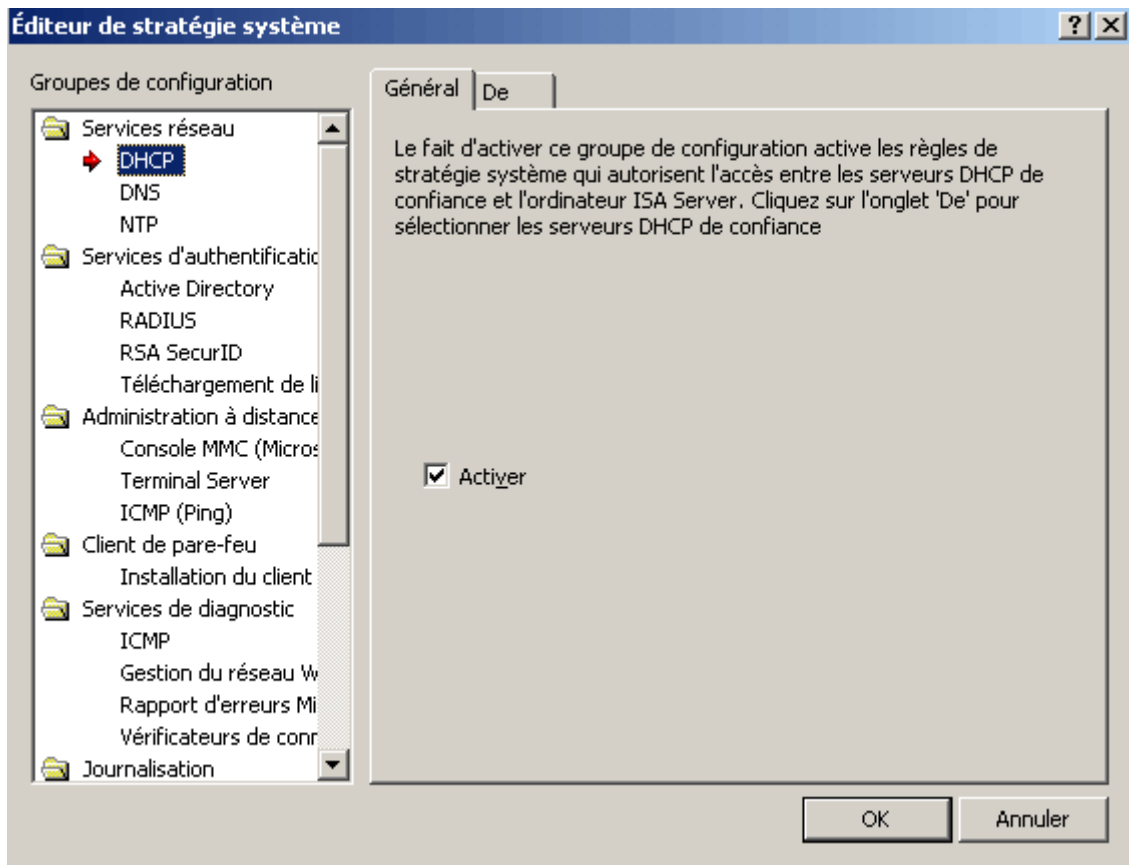 Éditeur de stratégie système
Groupes de configuration
Services réseau
DHCP
DNS
NTP
Services d'authentificatic
Active Directory
RADIUS
RSA SecurID
Téléchargement de li
Administration à distance
Console MMC (Micros
Terminal Server
ICMP (Ping)
Client de pare-feu
Installation du client
Services de diagnostic
ICMP
Gestion du réseau W
Rapport d'erreurs Mi
Vérificateurs de conr
Journalisation
Général
De
Le fait d'activer ce groupe de configuration active les règles de
stratégie système qui autorisent l'accès entre les serveurs DHCP de
confiance et l'ordinateur ISA Server. Cliquez sur l'onglet 'De' pour
sélectionner les serveurs DHCP de confiance
Activer
OK
Annuler